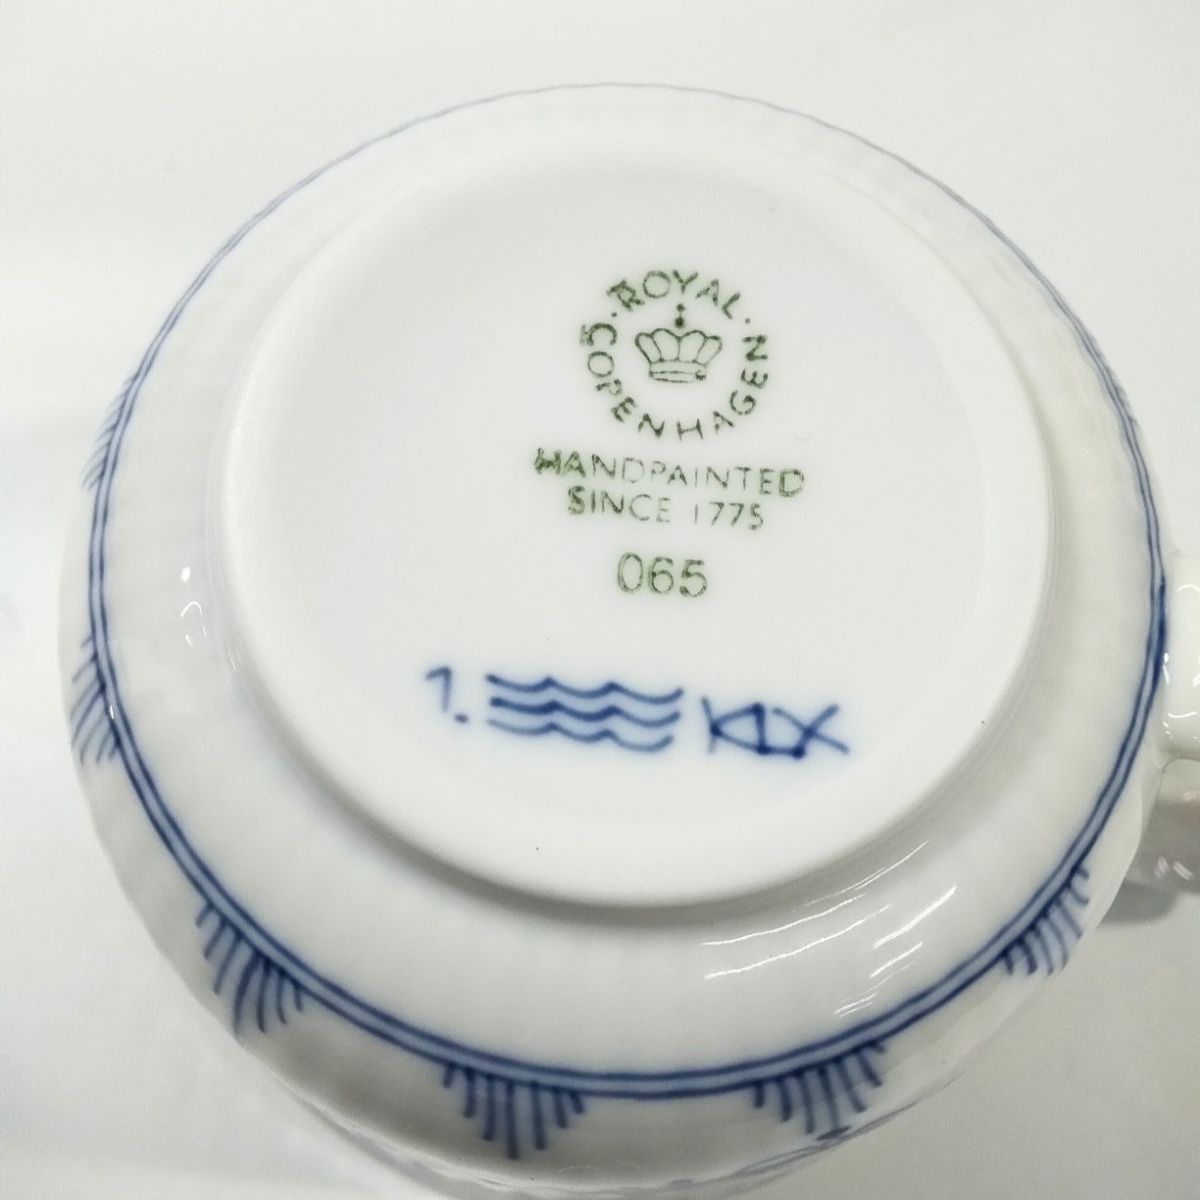 ROYAL
COPENHAGEN
HANDPAINTED
SINCE 1775
065
1.